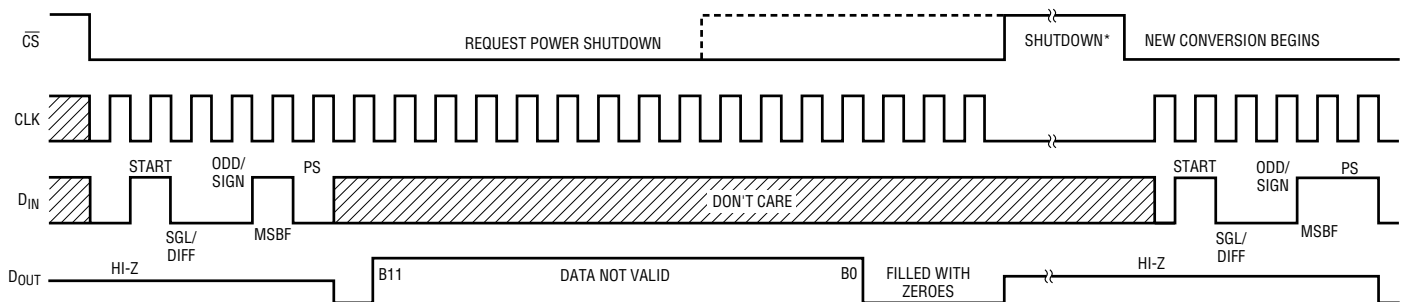 CS
REQUEST POWER SHUTDOWN
SHUTDOWN*
NEW CONVERSION BEGINS
CLK
START
ODD/
SIGN
PS
START
ODD/
SIGN
PS
DIN
DON'T CARE
SGL/
DIFF
MSBF
SGL/
DIFF
MSBF
DOUT
HI-Z
B11
DATA NOT VALID
B0
FILLED WITH
ZEROES
HI-Z